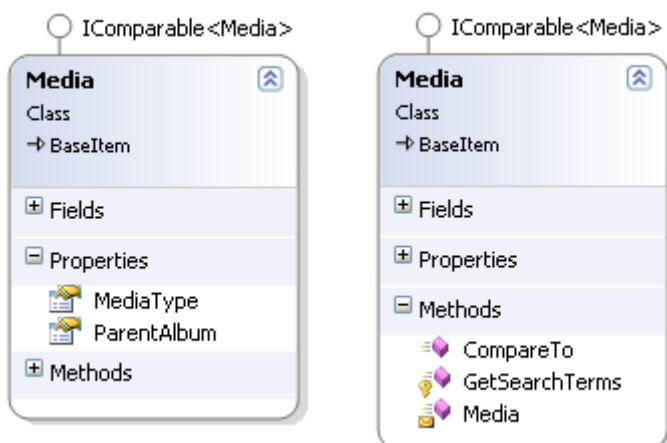 IComparable<Media>
Media
Class
BaseItem
Fields
Properties
MediaType
ParentAlbum
Methods
IComparable<Media>
Media
Class
BaseItem
Fields
Properties
Methods
CompareTo
GetSearchTerms
Media